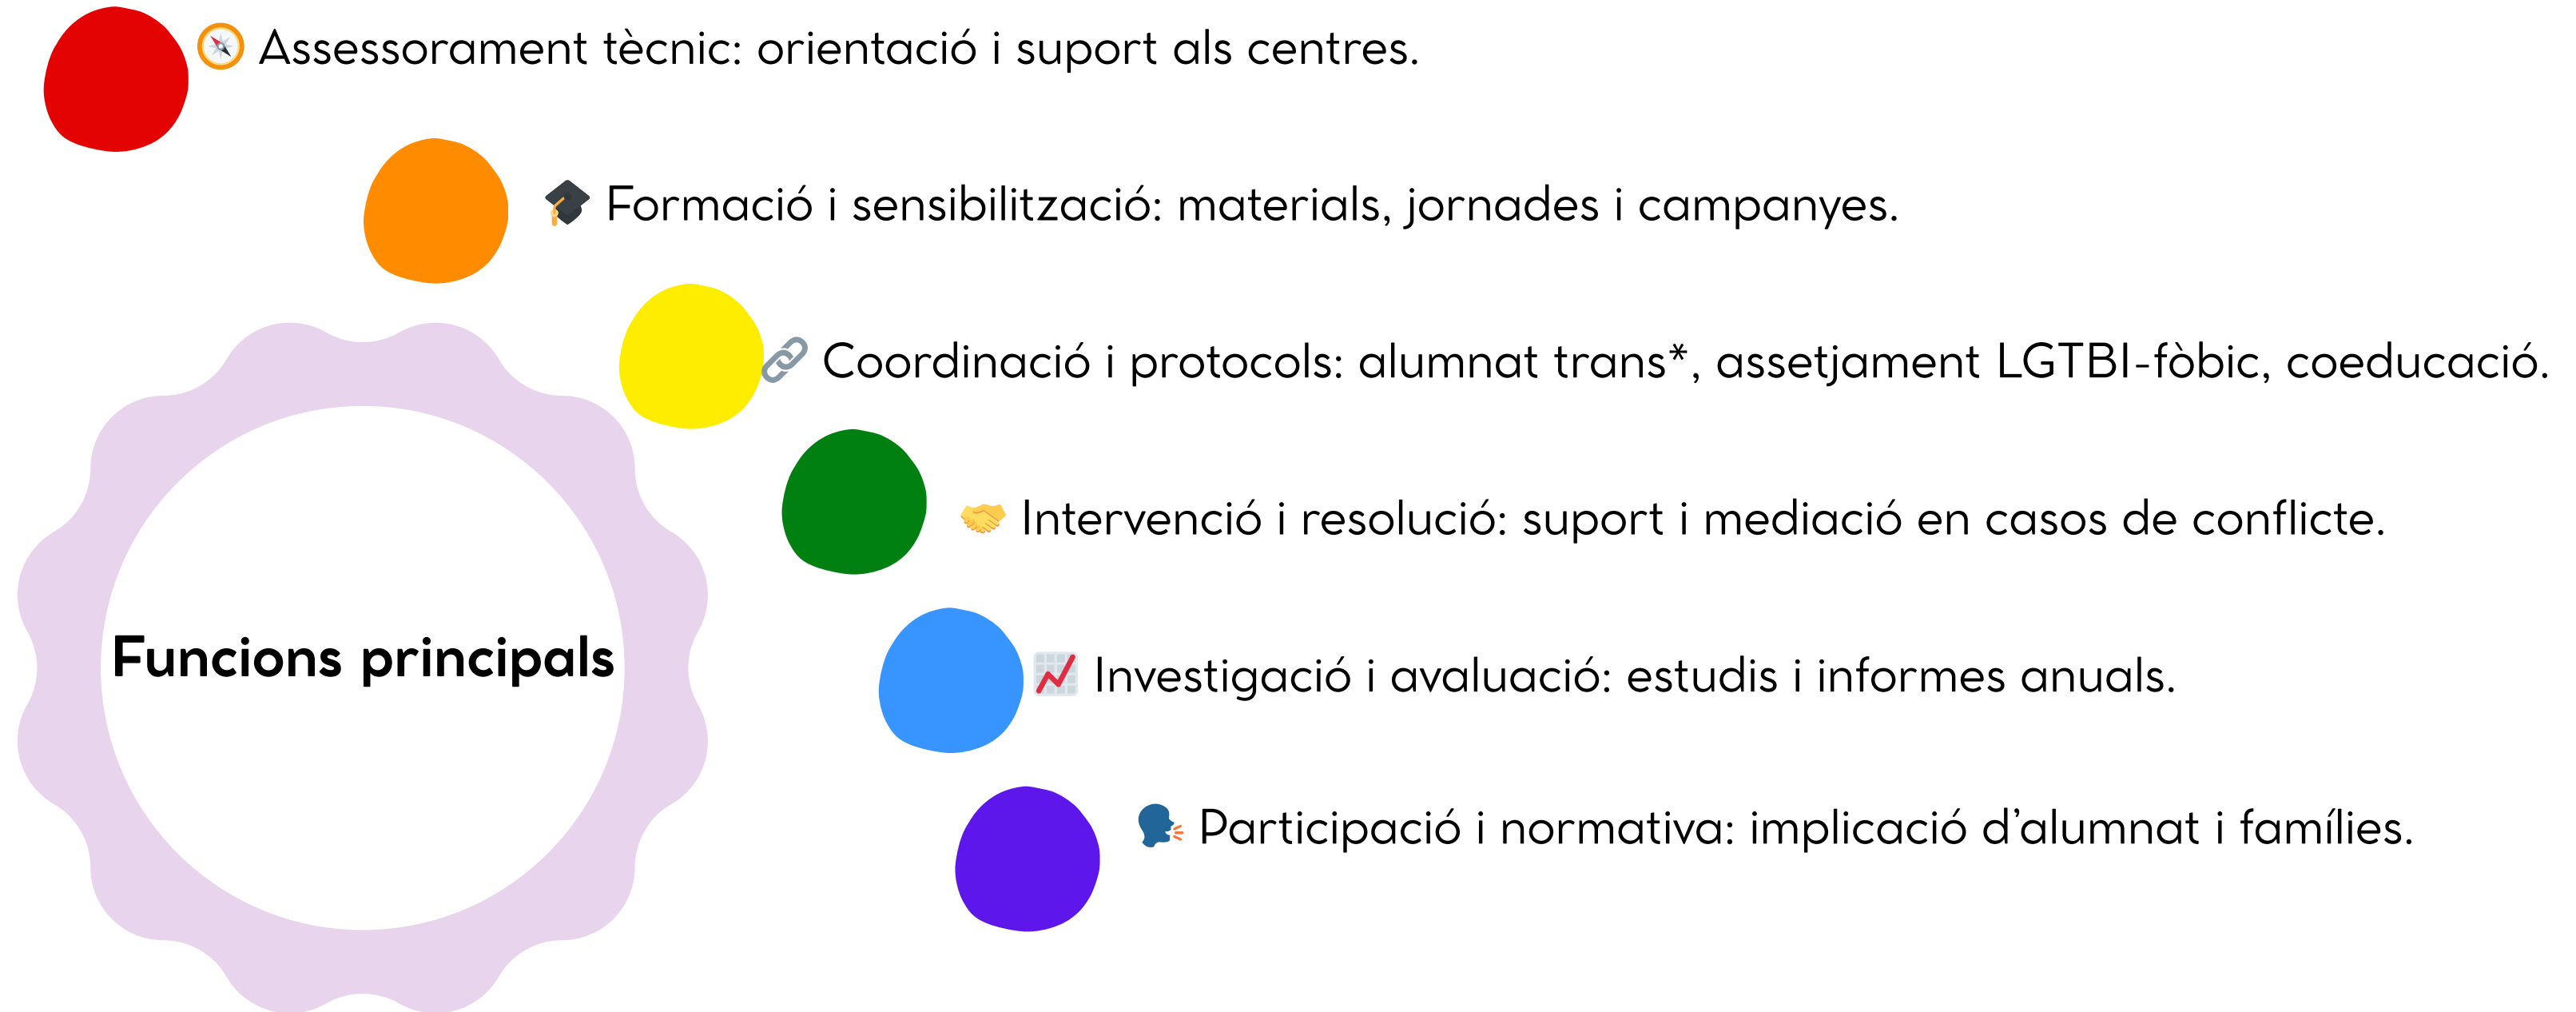 Assessorament tècnic: orientació i suport als centres.
Formació i sensibilització: materials, jornades i campanyes.
Coordinació i protocols: alumnat trans*, assetjament LGTBI-fòbic, coeducació.
Intervenció i resolució: suport i mediació en casos de conflicte.
Funcions principals
Investigació i avaluació: estudis i informes anuals.
Participació i normativa: implicació d’alumnat i famílies.